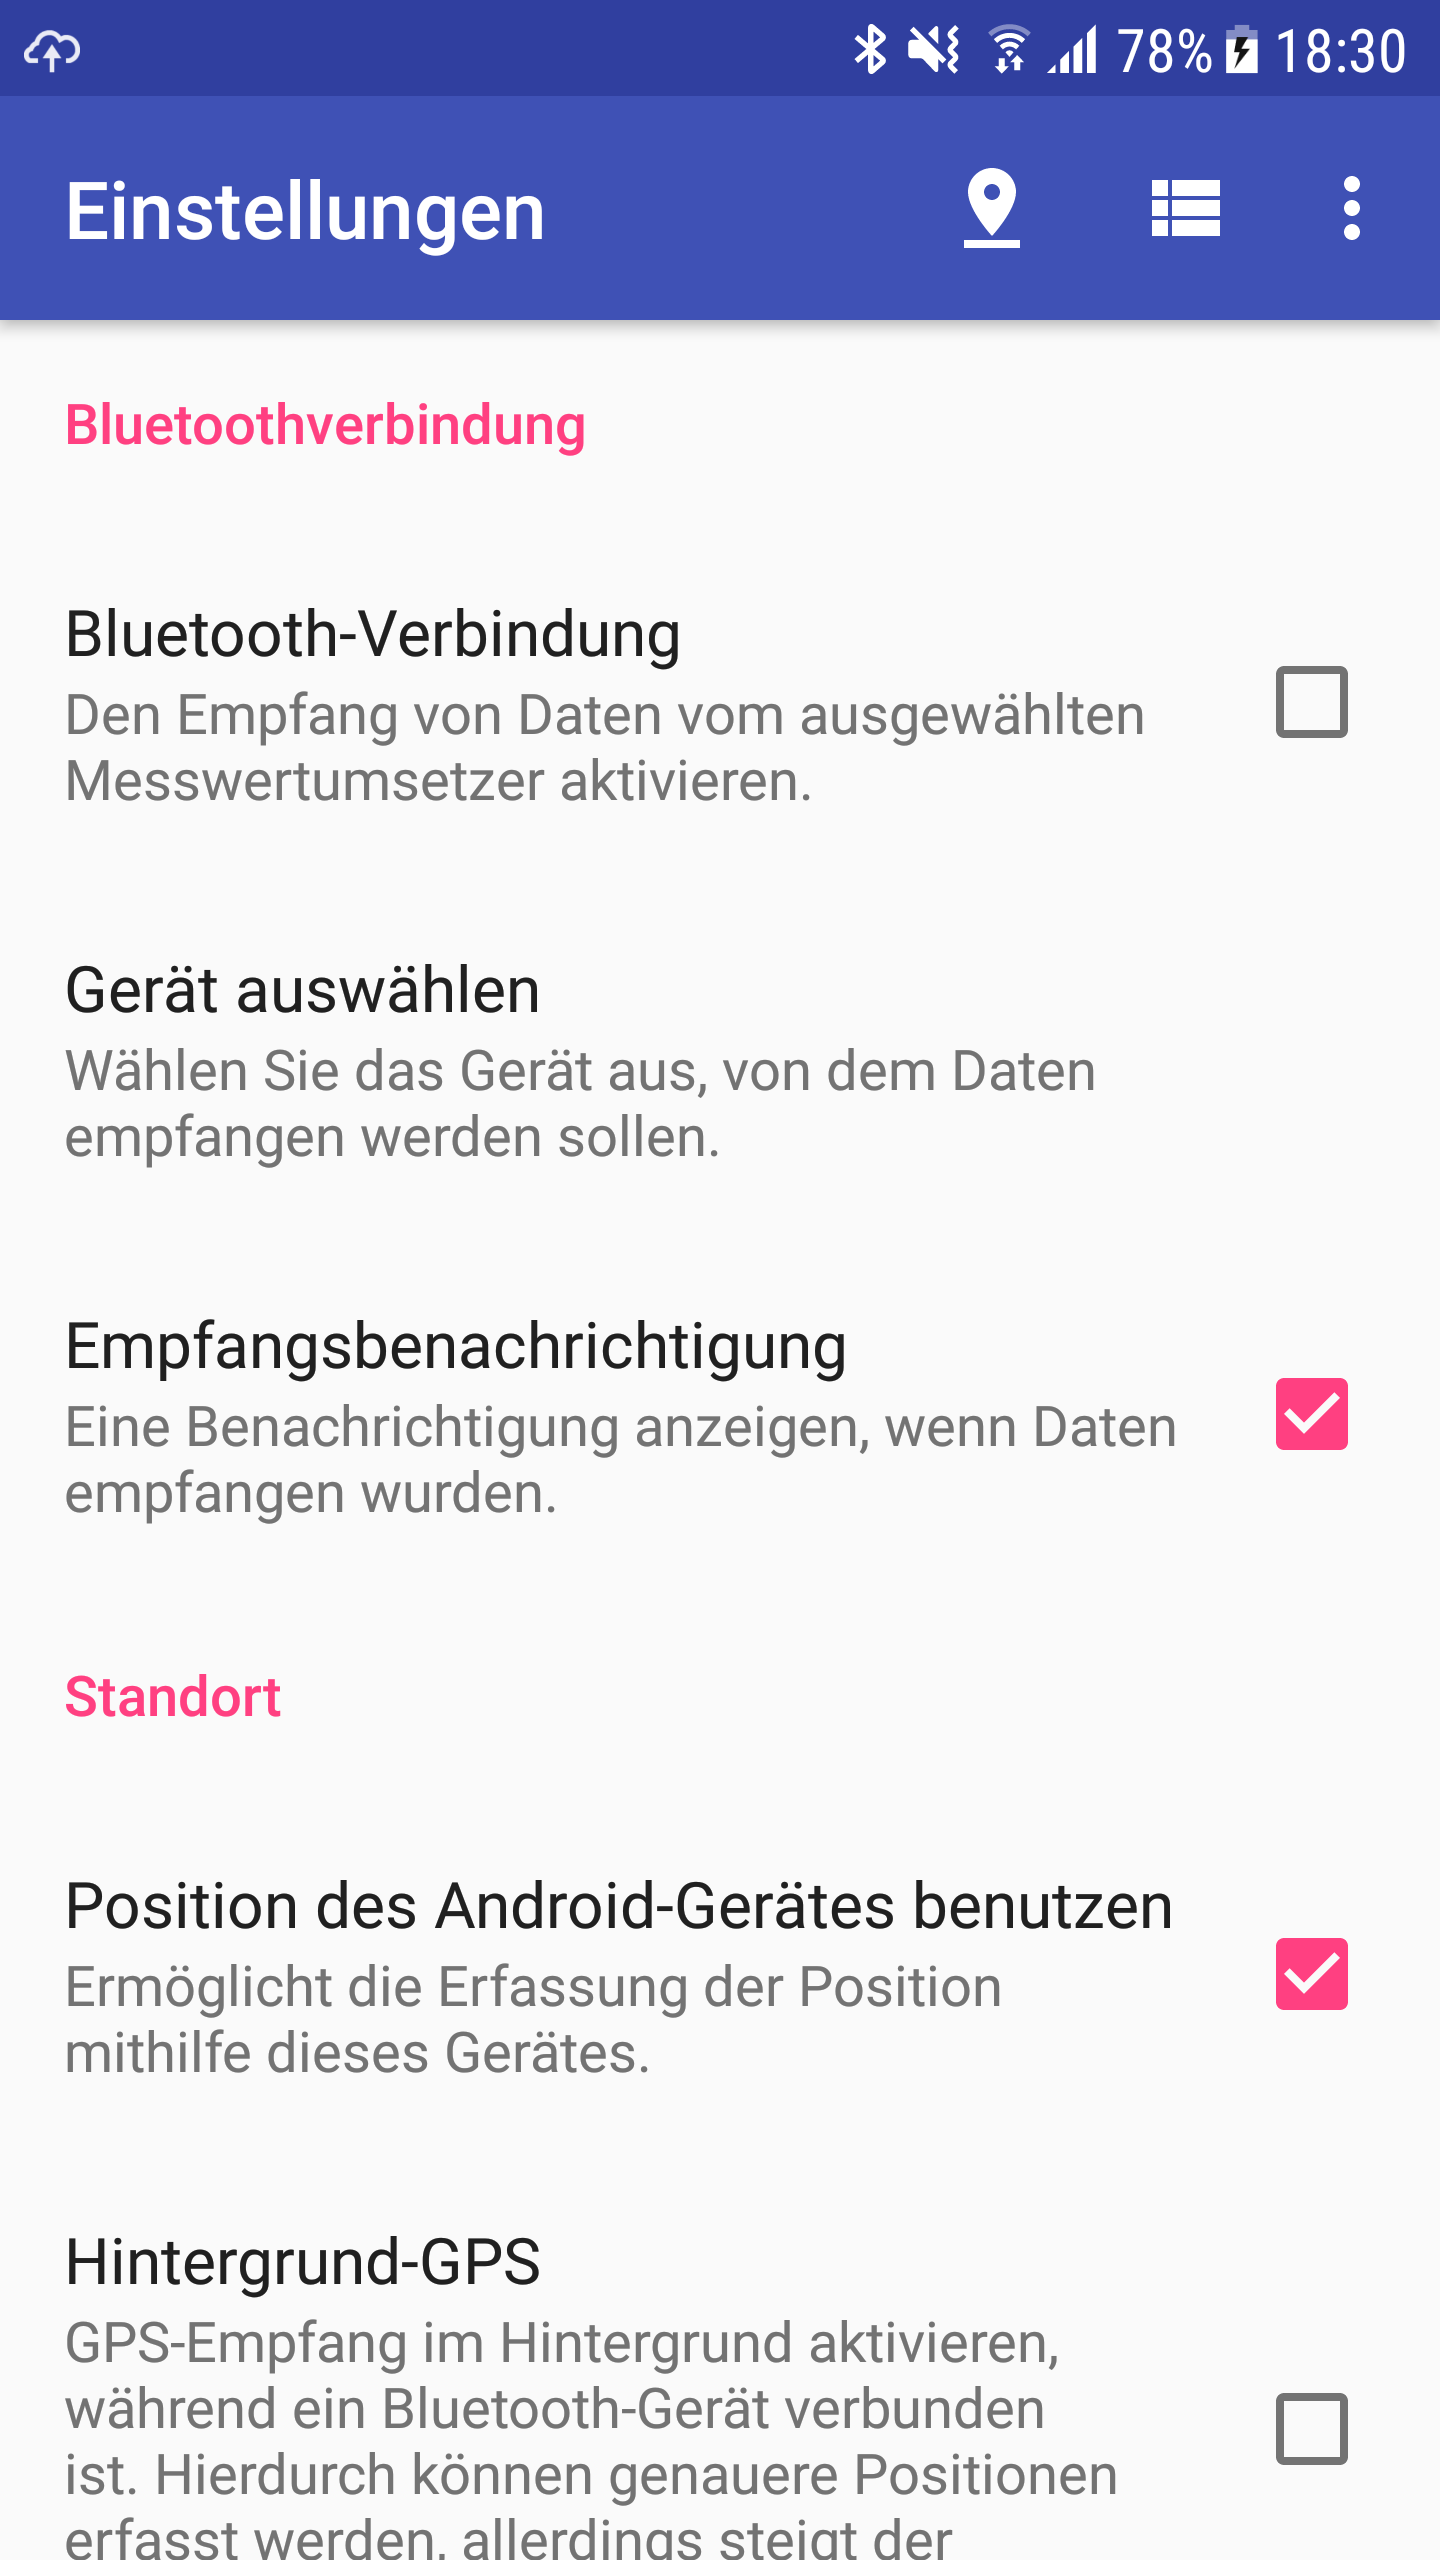 78% 18:30
Einstellungen
Bluetoothverbindung
Bluetooth-Verbindung
Den Empfang von Daten vom ausgewählten
Messwertumsetzer aktivieren.
Gerät auswählen
Wählen Sie das Gerät aus, von dem Daten
empfangen werden sollen.
Empfangsbenachrichtigung
Eine Benachrichtigung anzeigen, wenn Daten
empfangen wurden.
Standort
Position des Android-Gerätes benutzen
Ermöglicht die Erfassung der Position
mithilfe dieses Gerätes.
Hintergrund-GPS
GPS-Empfang im Hintergrund aktivieren,
während ein Bluetooth-Gerät verbunden
ist. Hierdurch können genauere Positionen
erfasst werden, allerdings steigt der